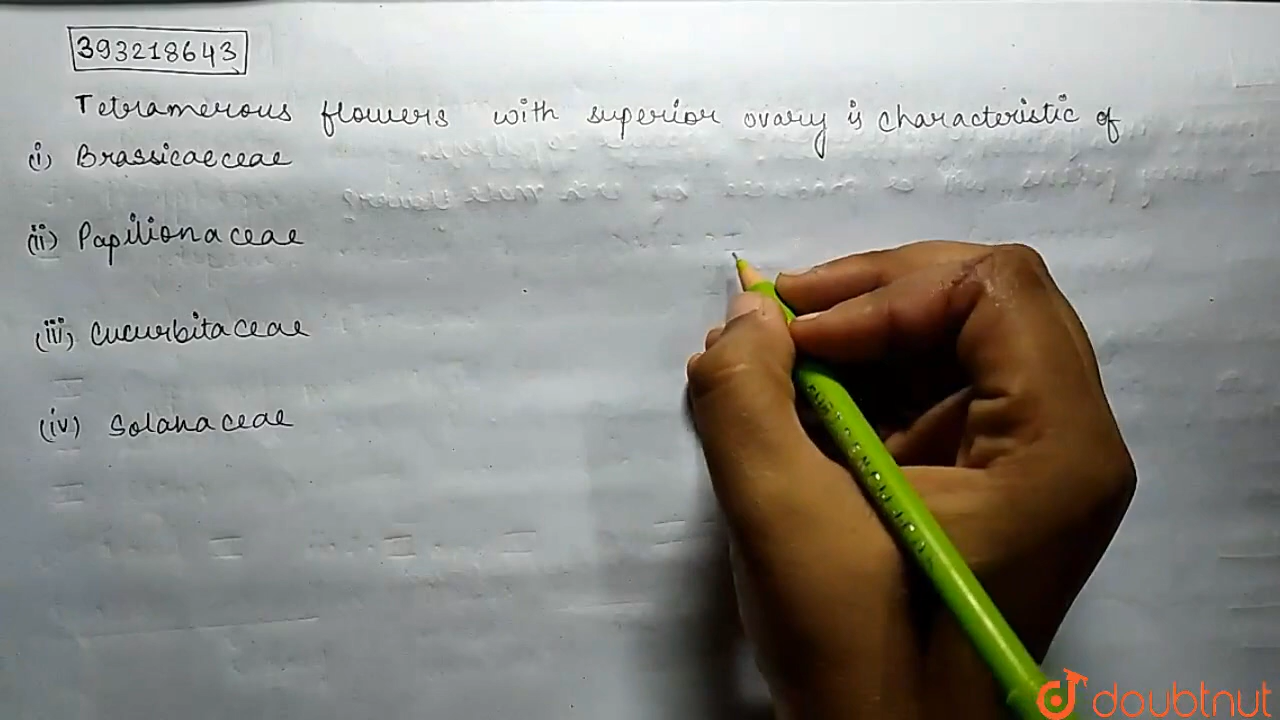 393218643
Tetramerous flowers with superior ovary is characteristic of
(i) Brassicaeceae
(ii) Papilionaceae
(iii) Cucurbitaceae
(iv) Solanaceae
doubtnut